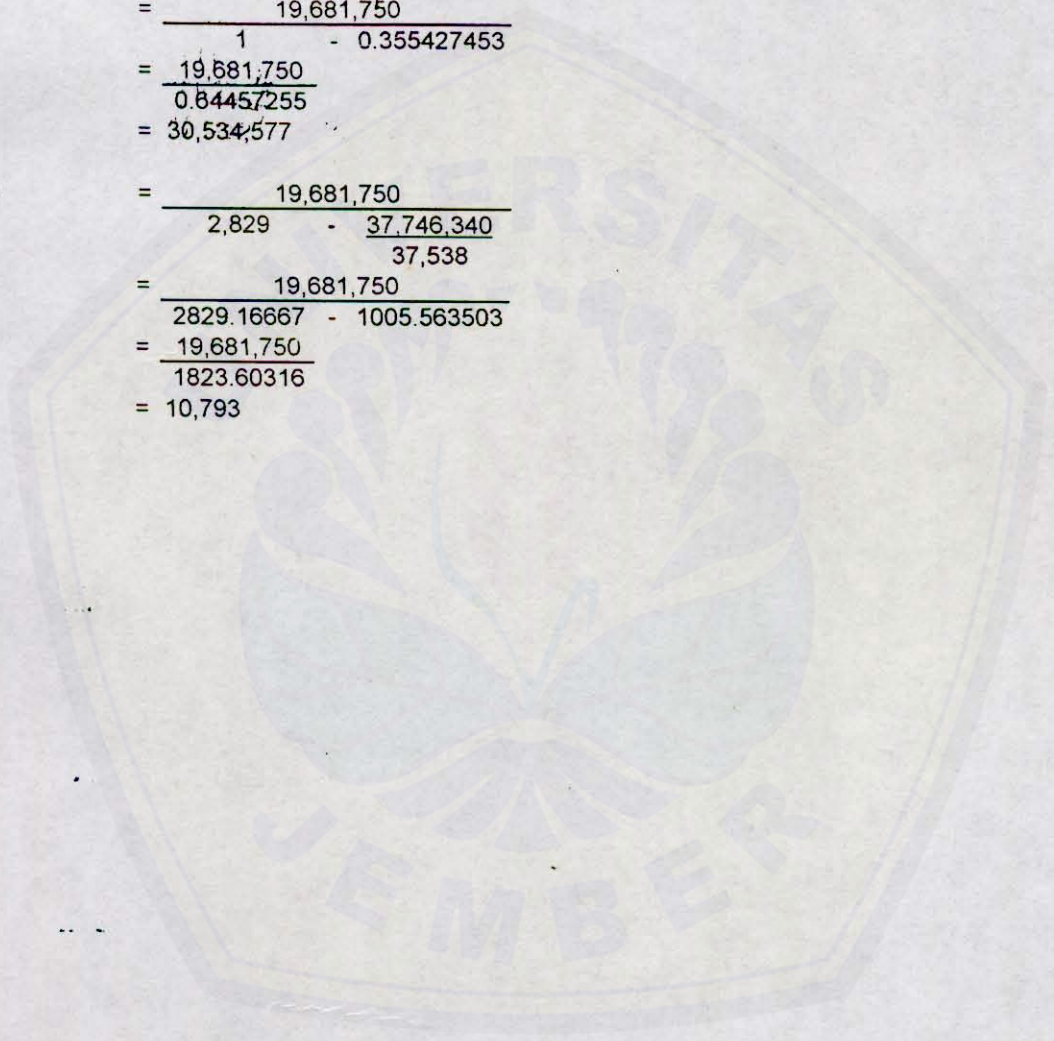 = 19,681,750
1 - 0.355427453
= 19,681,750
0.64457255
= 30,534,577
= 19,681,750
2,829 - 37,746,340
37,538
= 19,681,750
2829.16667 - 1005.563503
= 19,681,750
1823.60316
= 10,793
UNIVERSITAS
JEMBER